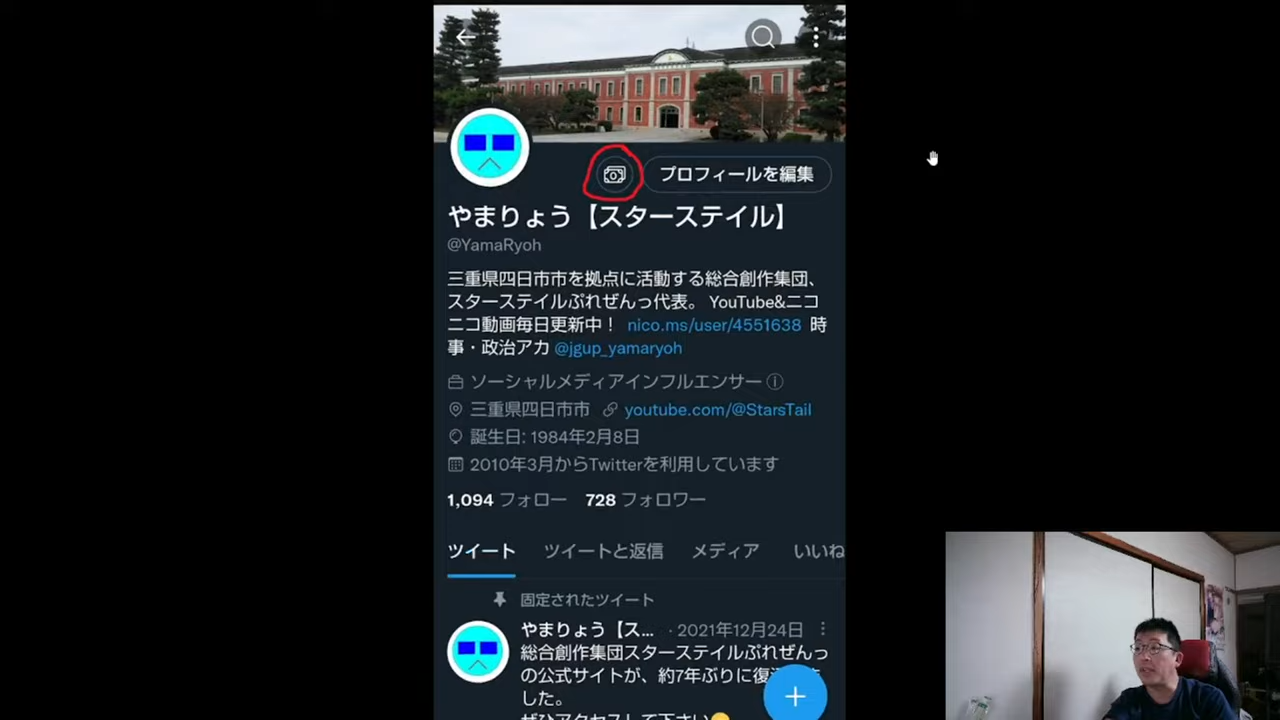 プロフィールを編集
やまりょう【スターステイル】
@YamaRyoh
三重県四日市市を拠点に活動する総合創作集団、
スターステイルぷれぜんっ代表。 YouTube&ニコ
ニコ動画毎日更新中! nico.ms/user/4551638 時
事・政治アカ @jgup_yamaryoh
ソーシャルメディアインフルエンサー
三重県四日市市 youtube.com/@StarsTail
誕生日: 1984年2月8日
2010年3月からTwitterを利用しています
1,094 フォロー 728 フォロワー
ツイート ツイートと返信 メディア いいね
固定されたツイート
やまりょう【ス... · 2021年12月24日
総合創作集団スターステイルぷれぜんっ
の公式サイトが、約7年ぶりに復
した。
ぜひアクセスして下さい